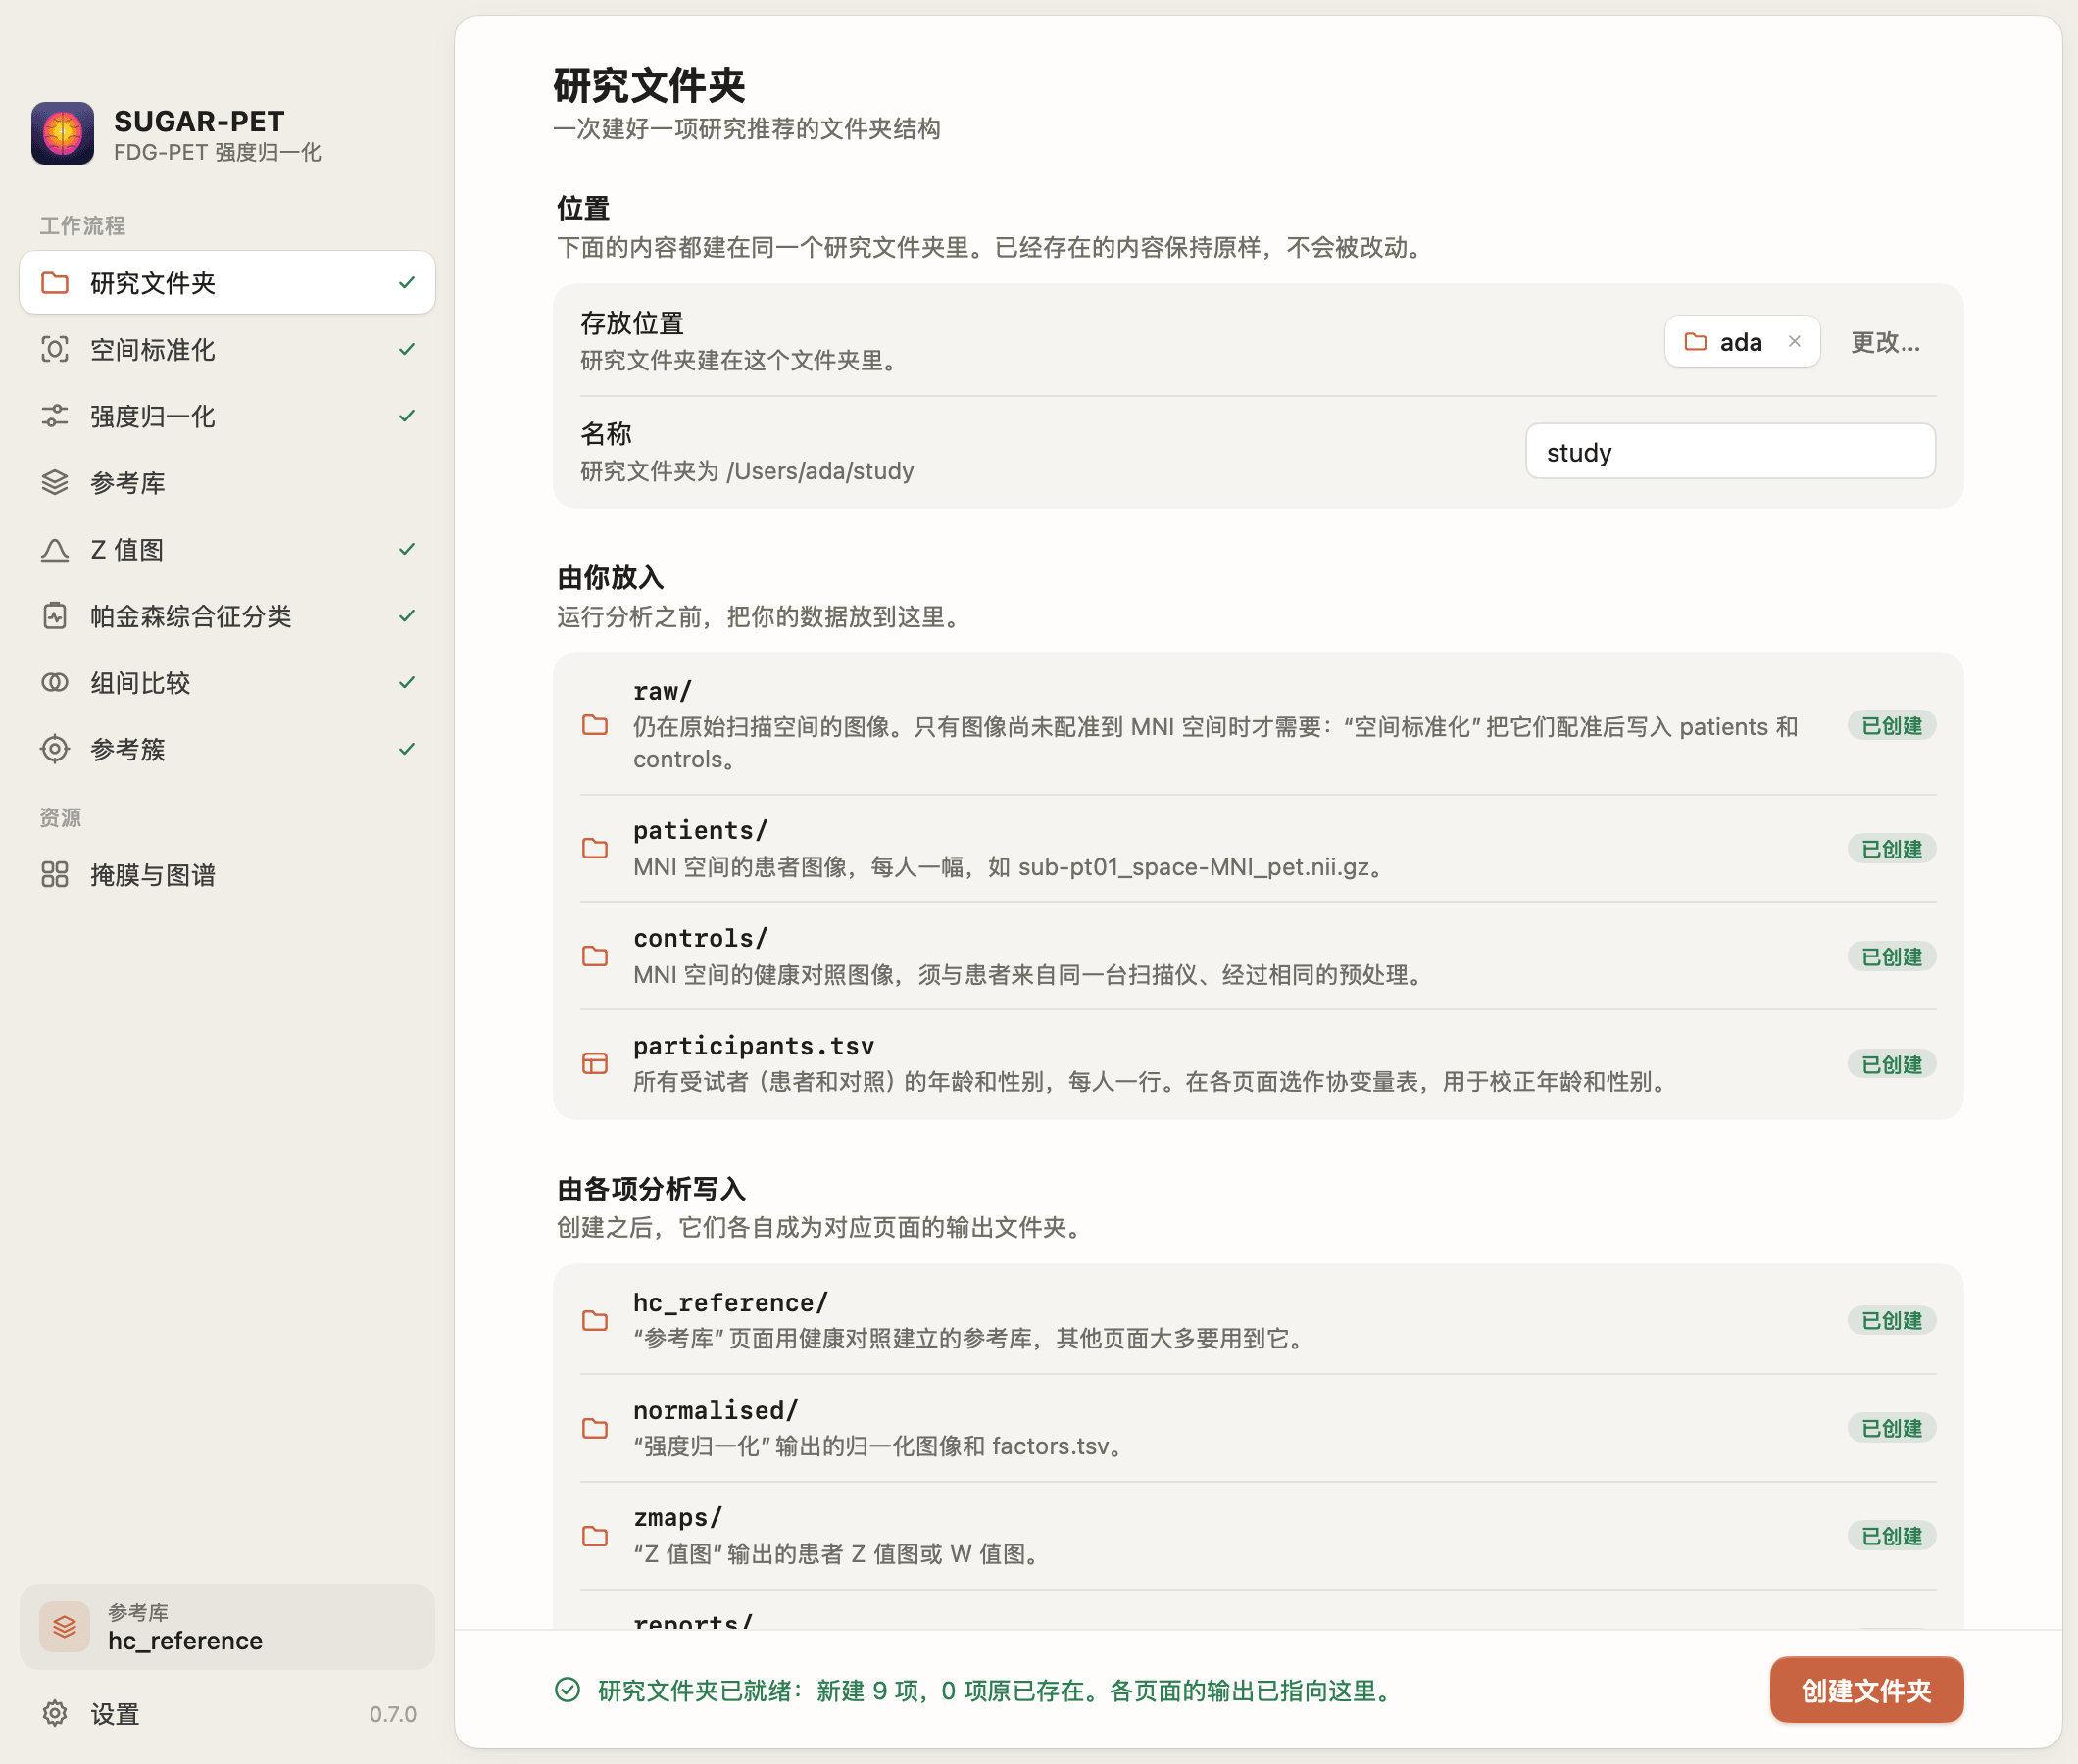 SUGAR-PET
FDG-PET 强度归一化
工作流程
研究文件夹
空间标准化
强度归一化
参考库
Z 值图
帕金森综合征分类
组间比较
参考簇
资源
掩膜与图谱
参考库
hc_reference
设置
0.7.0
研究文件夹
一次建好一项研究推荐的文件夹结构
位置
下面的内容都建在同一个研究文件夹里。已经存在的内容保持原样，不会被改动。
存放位置
研究文件夹建在这个文件夹里。
ada
更改...
名称
研究文件夹为 /Users/ada/study
study
由你放入
运行分析之前，把你的数据放到这里。
raw/
仍在原始扫描空间的图像。只有图像尚未配准到 MNI 空间时才需要：“空间标准化”把它们配准后写入 patients 和
controls。
已创建
patients/
MNI 空间的患者图像，每人一幅，如 sub-pt01_space-MNI_pet.nii.gz。
已创建
controls/
MNI 空间的健康对照图像，须与患者来自同一台扫描仪、经过相同的预处理。
已创建
participants.tsv
所有受试者（患者和对照）的年龄和性别，每人一行。在各页面选作协变量表，用于校正年龄和性别。
已创建
由各项分析写入
创建之后，它们各自成为对应页面的输出文件夹。
hc_reference/
“参考库”页面用健康对照建立的参考库，其他页面大多要用到它。
已创建
normalised/
“强度归一化”输出的归一化图像和 factors.tsv。
已创建
zmaps/
“Z 值图”输出的患者 Z 值图或 W 值图。
已创建
reports/
研究文件夹已就绪：新建 9 项，0 项原已存在。各页面的输出已指向这里。
创建文件夹